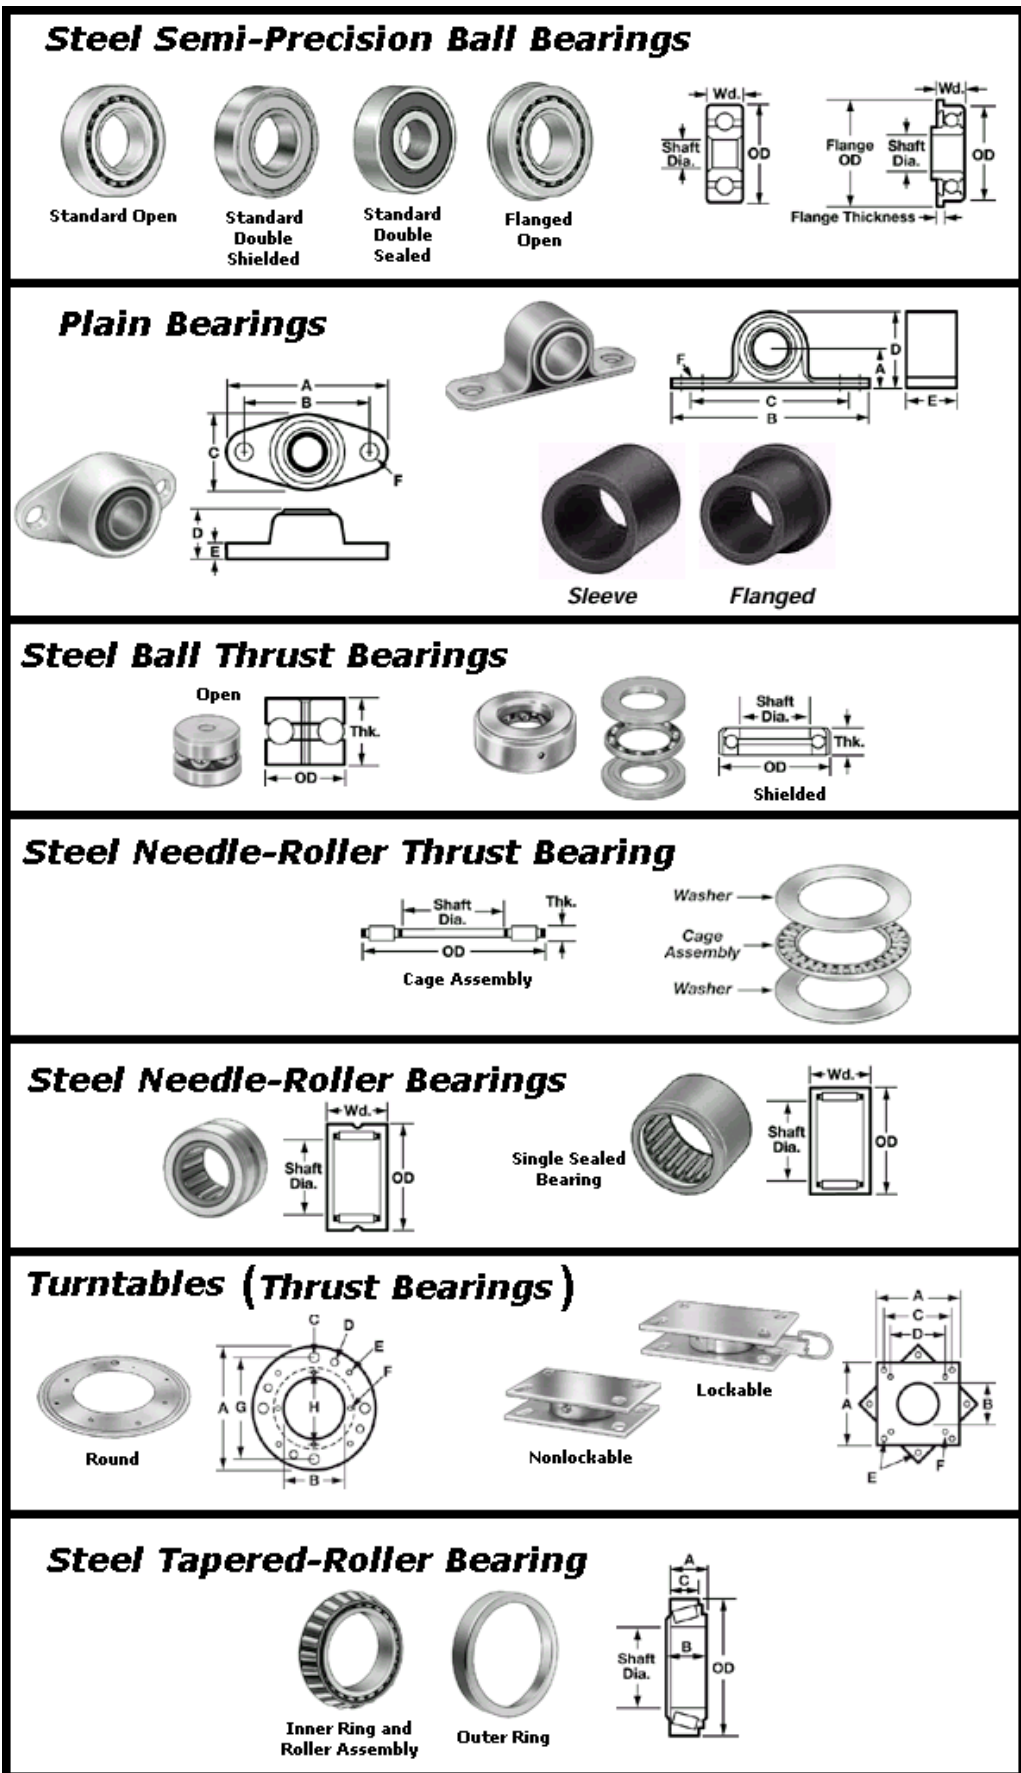 Steel Semi-Precision Ball Bearings
Standard Open
Standard
Double
Shielded
Standard
Double
Sealed
Flanged
Open
Wd.
Shaft
Dia.
OD
Wd.
Flange
OD
Shaft
Dia.
OD
Flange Thickness
Plain Bearings
A
B
C
F
D
E
F
D
A
C
B
E
Sleeve
Flanged
Steel Ball Thrust Bearings
Open
Thk.
OD
Shaft
Dia.
Thk.
OD
Shielded
Steel Needle-Roller Thrust Bearing
Shaft
Dia.
Thk.
OD
Cage Assembly
Washer
Cage
Assembly
Washer
Steel Needle-Roller Bearings
Wd.
Shaft
Dia.
OD
Single Sealed
Bearing
Wd.
Shaft
Dia.
OD
Turntables (Thrust Bearings)
Round
C
D
E
F
A
G
H
B
Nonlockable
Lockable
A
C
D
A
B
E
F
Steel Tapered-Roller Bearing
Inner Ring and
Roller Assembly
Outer Ring
A
C
B
Shaft
Dia.
OD